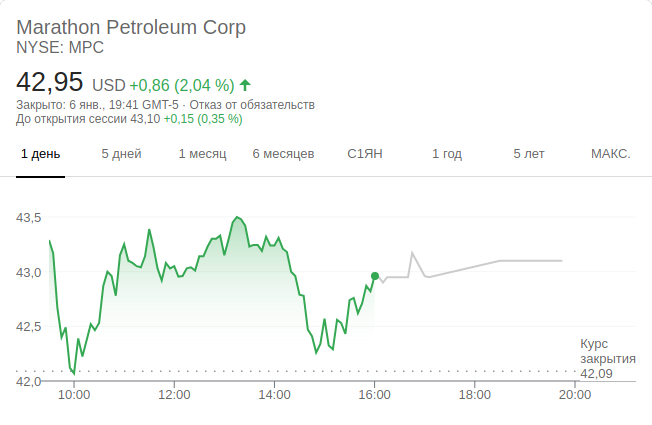 Marathon Petroleum Corp
NYSE: MPC
42,95 USD +0,86 (2,04 %)
Закрыто: 6 янв., 19:41 GMT-5 · Отказ от обязательств
До открытия сессии 43,10 +0,15 (0,35 %)
1 день 5 дней 1 месяц 6 месяцев С1ЯН 1 год 5 лет МАКС.
43,5
43,0
42,5
42,0
Курс
закрытия
42,09
10:00 12:00 14:00 16:00 18:00 20:00